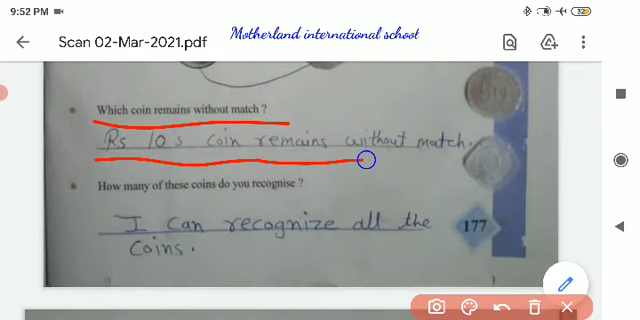 9:52 PM
32
Scan 02-Mar-2021.pdf
Motherland international school
Which coin remains without match ?
Rs 10's coin remains without match.
How many of these coins do you recognise ?
I can recognize all the
coins.
177